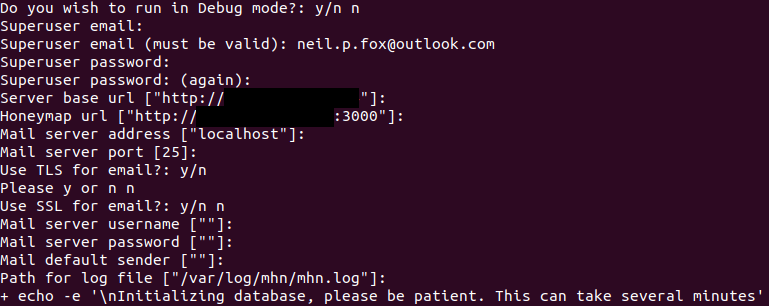 Do you wish to run in Debug mode?: y/n n
Superuser email:
Superuser email (must be valid): neil.p.fox@outlook.com
Superuser password:
Superuser password: (again):
Server base url ["http:// "]:
Honeymap url ["http:// :3000"]:
Mail server address ["localhost"]:
Mail server port [25]:
Use TLS for email?: y/n
Please y or n n
Use SSL for email?: y/n n
Mail server username [""]:
Mail server password [""]:
Mail default sender [""]:
Path for log file ["/var/log/mhn/mhn.log"]:
+ echo -e '\nInitializing database, please be patient. This can take several minutes'